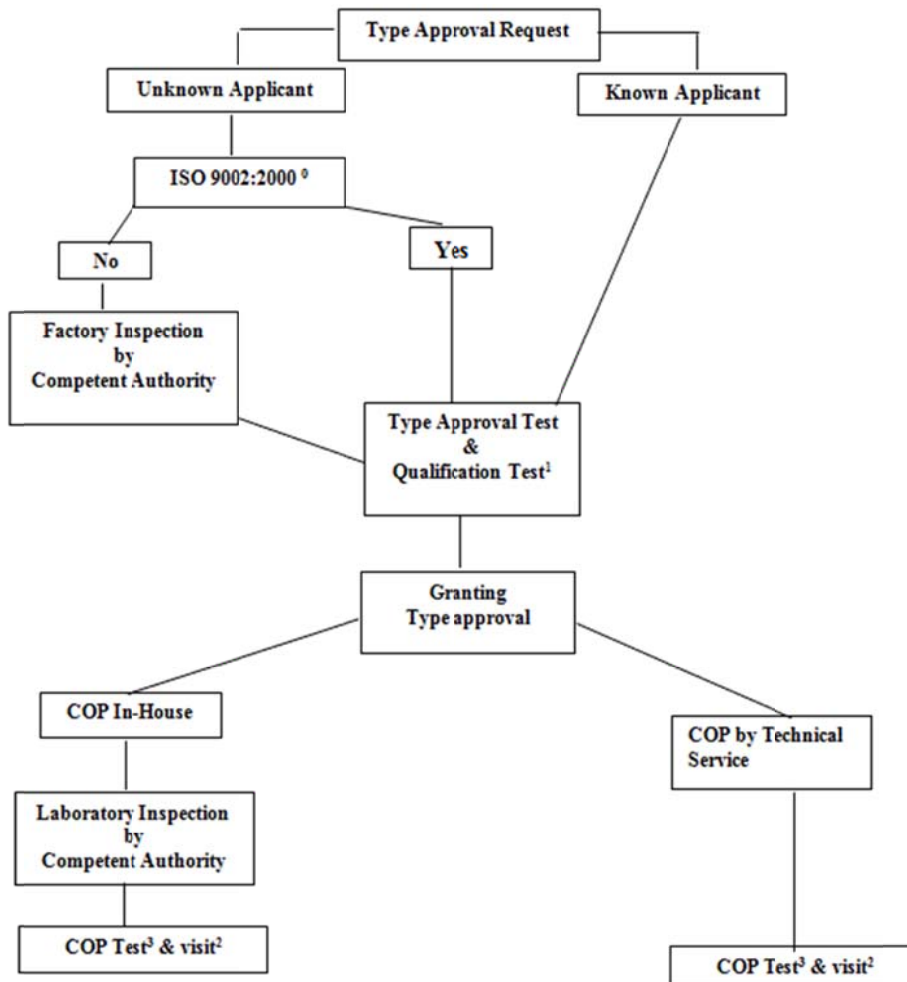 Type Approval Request
Unknown Applicant
Known Applicant
ISO 9002:2000 ⁰
No
Yes
Factory Inspection
by
Competent Authority
Type Approval Test
&
Qualification Test¹
Granting
Type approval
COP In-House
COP by Technical
Service
Laboratory Inspection
by
Competent Authority
COP Test³ & visit²
COP Test³ & visit²